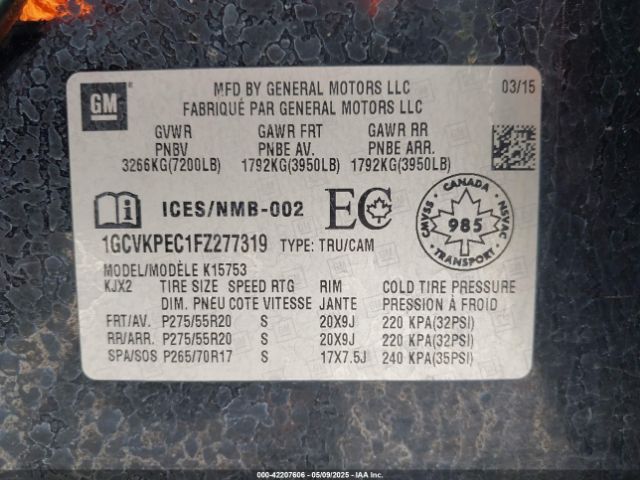 GM
MFD BY GENERAL MOTORS LLC 03/15
FABRIQUÉ PAR GENERAL MOTORS LLC
GVWR GAWR FRT GAWR RR
PNBV PNBE AV. PNBE ARR.
3266KG(7200LB) 1792KG(3950LB) 1792KG(3950LB)
i ICES/NMB-002 EC
CANADA CMVSS 985 NSVAC TRANSPORT
1GCVKPEC1FZ277319 TYPE: TRU/CAM
MODEL/MODÈLE K15753
KJX2 TIRE SIZE SPEED RTG RIM COLD TIRE PRESSURE
DIM. PNEU COTE VITESSE JANTE PRESSION À FROID
FRT/AV. P275/55R20 S 20X9J 220 KPA(32PSI)
RR/ARR. P275/55R20 S 20X9J 220 KPA(32PSI)
SPA/SOS P265/70R17 S 17X7.5J 240 KPA(35PSI)
000-42207606 - 05/09/2025 - IAA Inc.